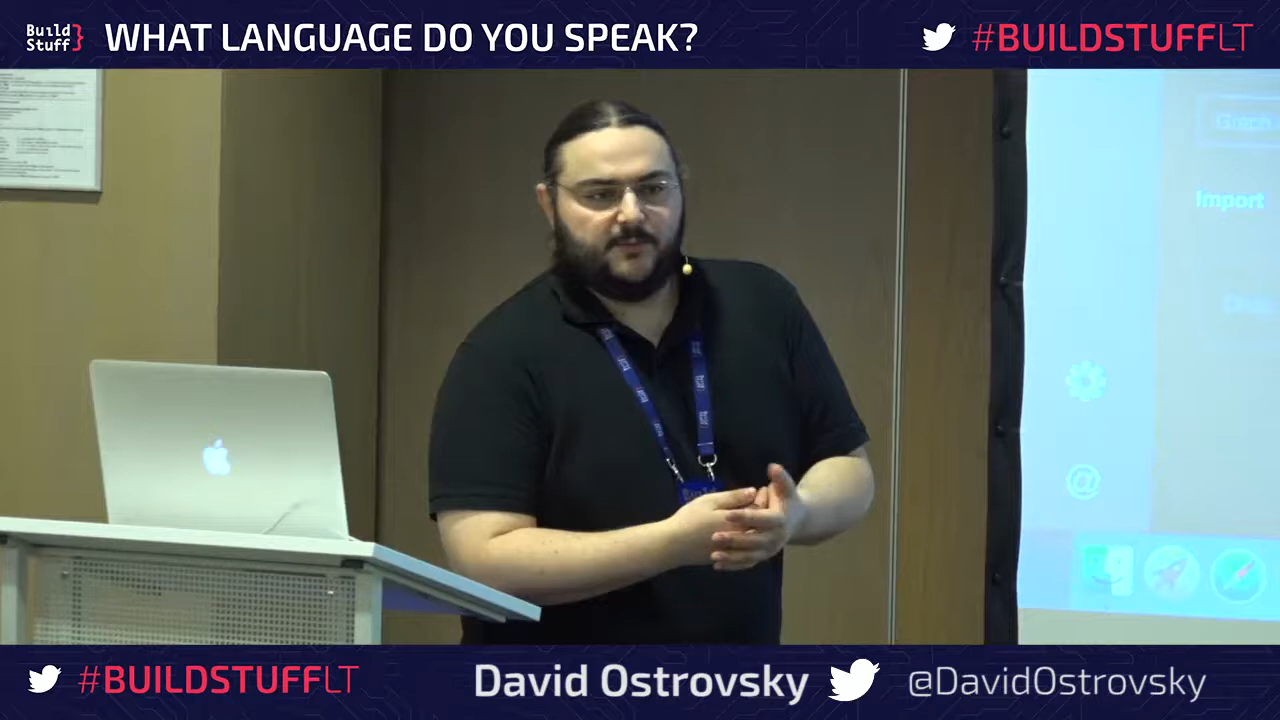 Build
Stuff}
WHAT LANGUAGE DO YOU SPEAK?
#BUILDSTUFFLT
Import
@
#BUILDSTUFFLT
David Ostrovsky
@DavidOstrovsky